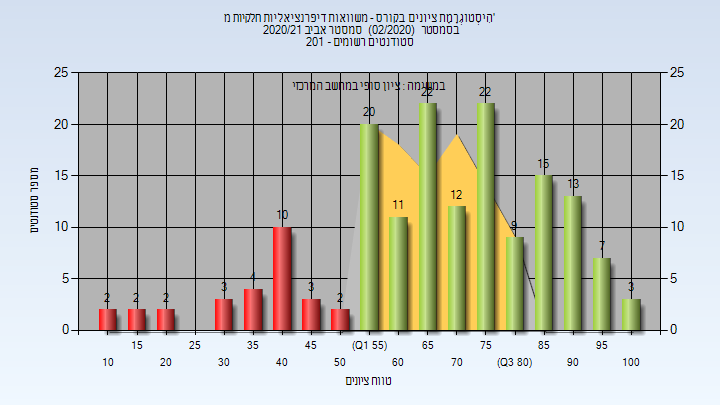 היסטוגרמת ציונים בקורס - משוואות דיפרנציאליות חלקיות מ'
בסמסטר (02/2020) סמסטר אביב 2020/21
סטודנטים רשומים - 201
במשימה : ציון סופי במחשב המרכזי
25 25
20 20
15 15
10 10
5 5
0 0
מספר סטודנטים
2 2 2 3 4 10 3 2 20 11 22 12 22 9 15 13 7 3
15 25 35 45 (Q1 55) 65 75 85 95
10 20 30 40 50 60 70 (Q3 80) 90 100
טווח ציונים